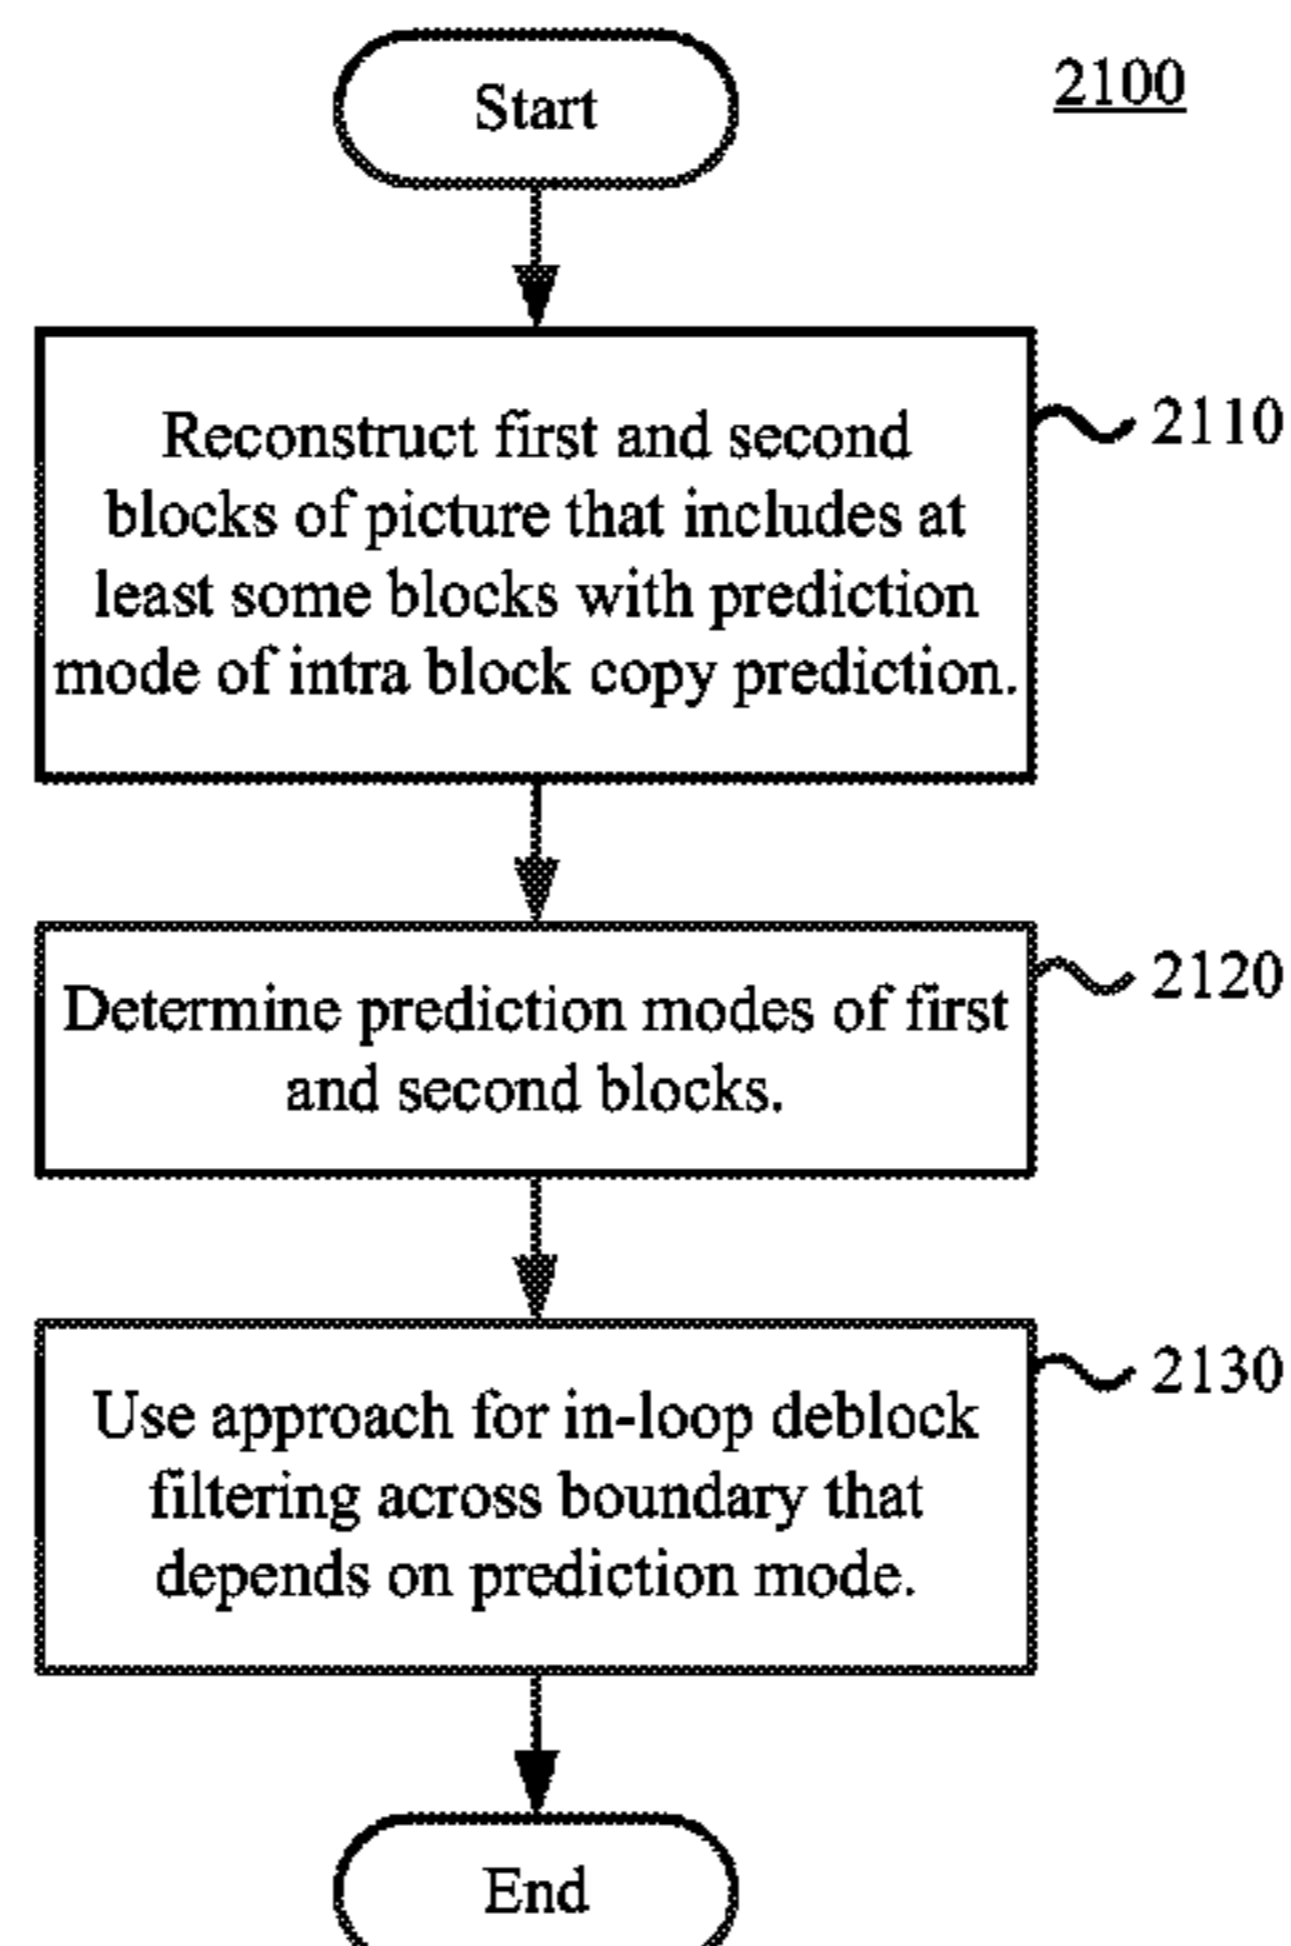 Start
2100
Reconstruct first and second
blocks of picture that includes at
least some blocks with prediction
mode of intra block copy prediction.
2110
Determine prediction modes of first
and second blocks.
2120
Use approach for in-loop deblock
filtering across boundary that
depends on prediction mode.
2130
End